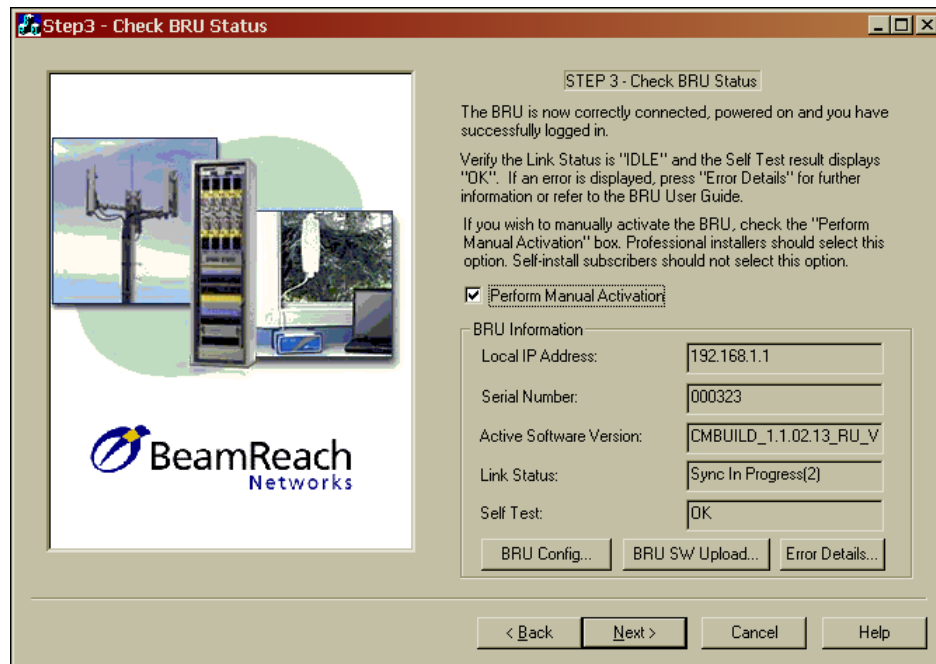 Step3 - Check BRU Status
STEP 3 - Check BRU Status
The BRU is now correctly connected, powered on and you have
successfully logged in.
Verify the Link Status is "IDLE" and the Self Test result displays
"OK". If an error is displayed, press "Error Details" for further
information or refer to the BRU User Guide.
If you wish to manually activate the BRU, check the "Perform
Manual Activation" box. Professional installers should select this
option. Self-install subscribers should not select this option.
Perform Manual Activation
BRU Information
Local IP Address: 192.168.1.1
Serial Number: 000323
Active Software Version: CMBUILD_1.1.02.13_RU_V
Link Status: Sync In Progress(2)
Self Test: OK
BRU Config... BRU SW Upload... Error Details...
BeamReach
Networks
< Back Next > Cancel Help